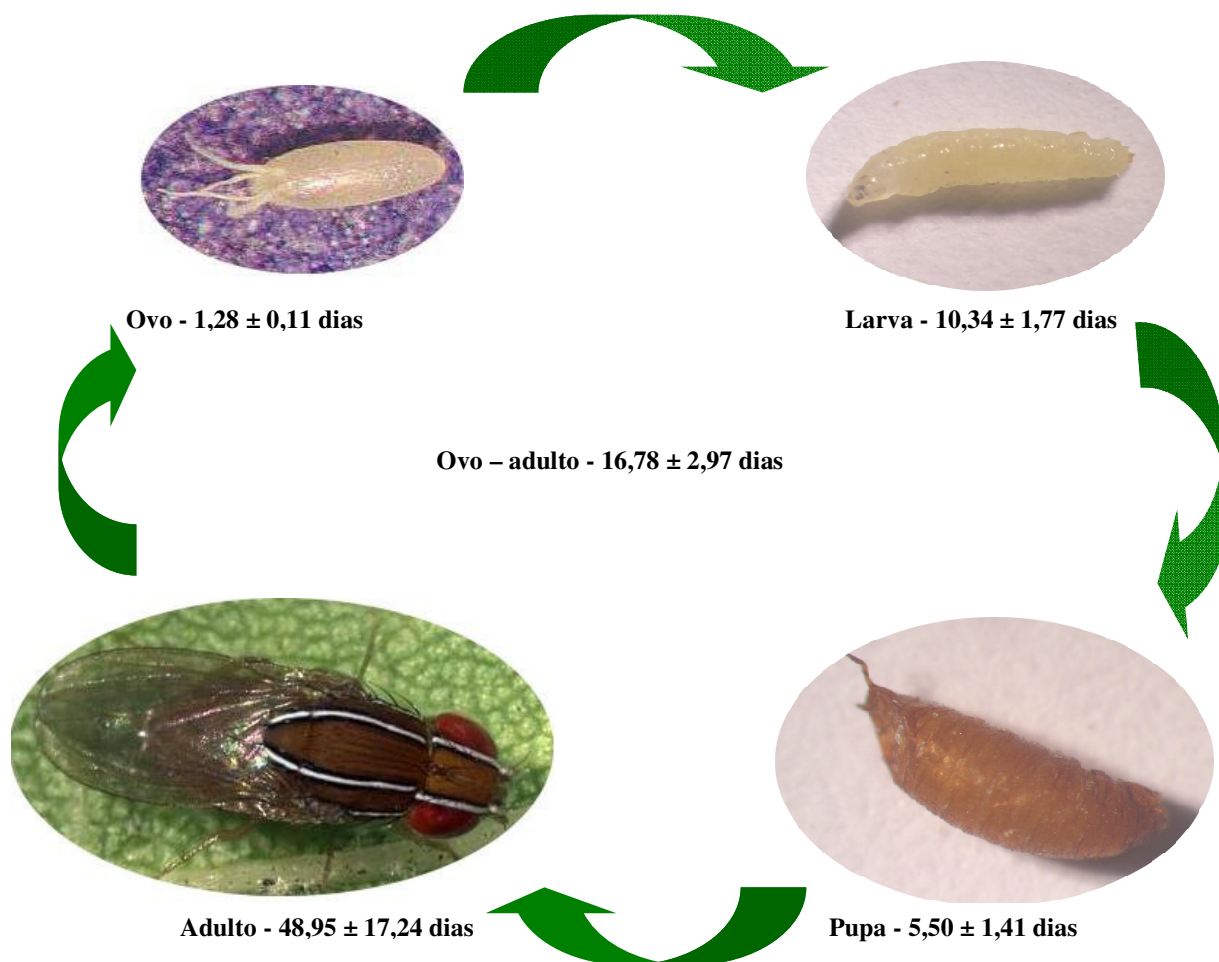 Ovo - 1,28 ± 0,11 dias
Larva - 10,34 ± 1,77 dias
Ovo – adulto - 16,78 ± 2,97 dias
Adulto - 48,95 ± 17,24 dias
Pupa - 5,50 ± 1,41 dias